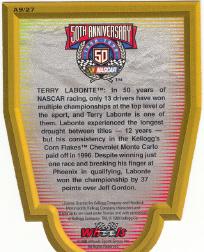 A9/27
50TH ANNIVERSARY
50
NASCAR
TERRY LABONTE™: In 50 years of
NASCAR racing, only 13 drivers have won
multiple championships at the top level of
the sport, and Terry Labonte is one of
them. Labonte experienced the longest
drought between titles — 12 years —
but his consistency in the Kellogg's
Corn Flakes™ Chevrolet Monte Carlo
paid off in 1996. Despite winning just
one race and breaking his finger at
Phoenix in qualifying, Labonte
won the championship by 37
points over Jeff Gordon.
Wheels